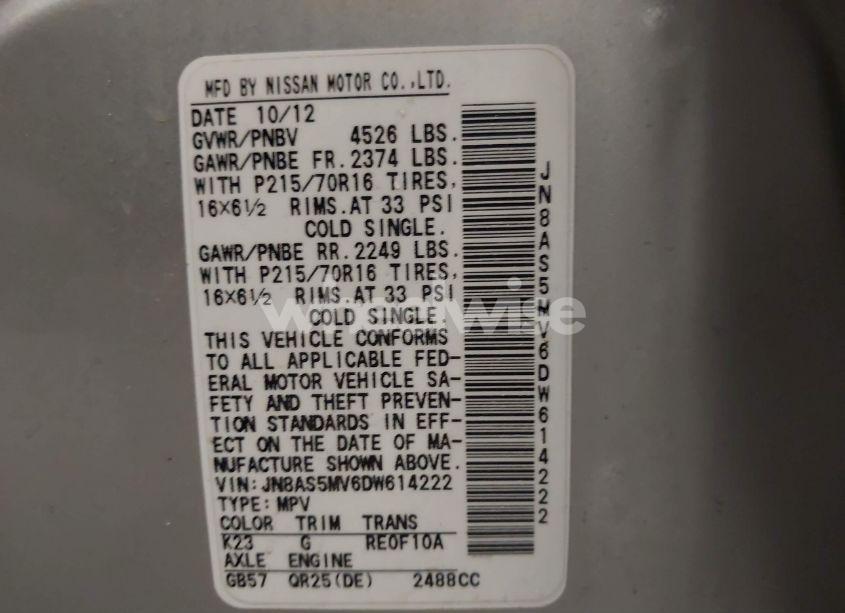 MFD BY NISSAN MOTOR CO.,LTD.
DATE 10/12
GVWR/PNBV 4526 LBS.
GAWR/PNBE FR. 2374 LBS.
WITH P215/70R16 TIRES,
16×6½ RIMS.AT 33 PSI
COLD SINGLE.
GAWR/PNBE RR. 2249 LBS.
WITH P215/70R16 TIRES,
16×6½ RIMS.AT 33 PSI
COLD SINGLE.
THIS VEHICLE CONFORMS
TO ALL APPLICABLE FED-
ERAL MOTOR VEHICLE SA-
FETY AND THEFT PREVEN-
TION STANDARDS IN EFF-
ECT ON THE DATE OF MA-
NUFACTURE SHOWN ABOVE.
VIN:JN8AS5MV6DW614222
TYPE:MPV
COLOR TRIM TRANS
K23 G RE0F10A
AXLE ENGINE
GB57 QR25(DE) 2488CC
JN8AS5MV6DW614222